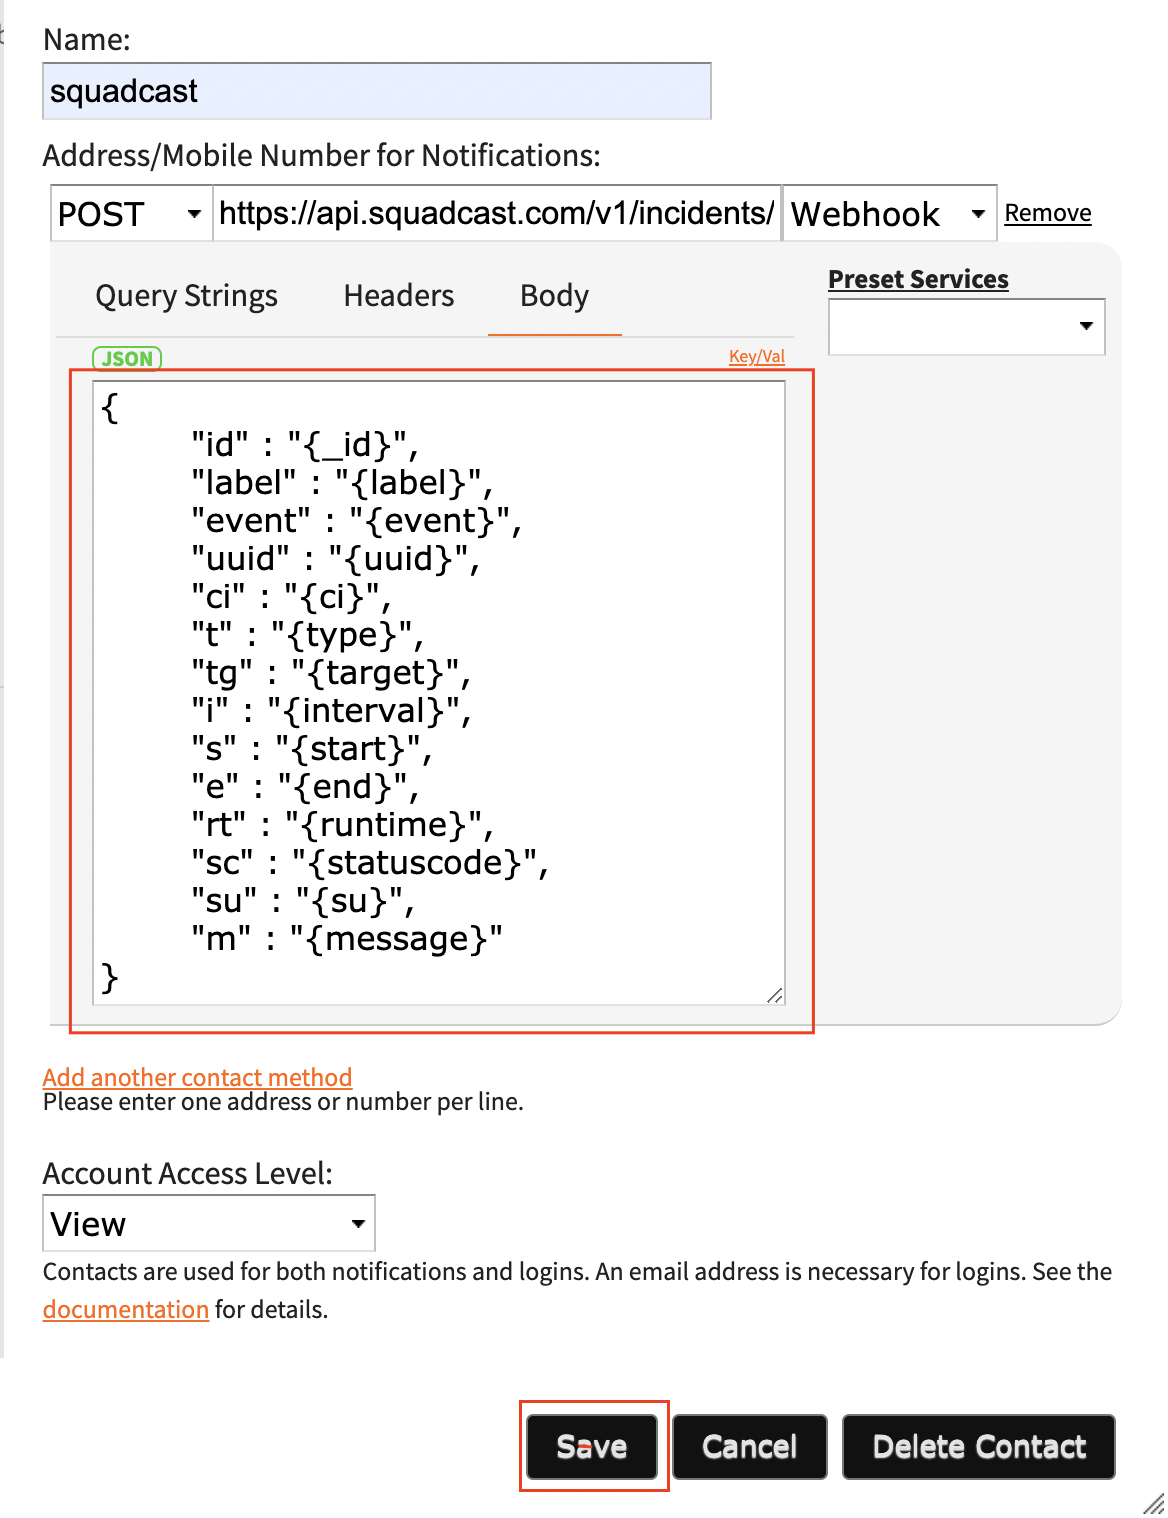 Name:
squadcast
Address/Mobile Number for Notifications:
POST https://api.squadcast.com/v1/incidents/ Webhook Remove
Query Strings Headers Body Preset Services
JSON Key/Val
{
"id" : "{_id}",
"label" : "{label}",
"event" : "{event}",
"uuid" : "{uuid}",
"ci" : "{ci}",
"t" : "{type}",
"tg" : "{target}",
"i" : "{interval}",
"s" : "{start}",
"e" : "{end}",
"rt" : "{runtime}",
"sc" : "{statuscode}",
"su" : "{su}",
"m" : "{message}"
}
Add another contact method
Please enter one address or number per line.
Account Access Level:
View
Contacts are used for both notifications and logins. An email address is necessary for logins. See the
documentation for details.
Save Cancel Delete Contact